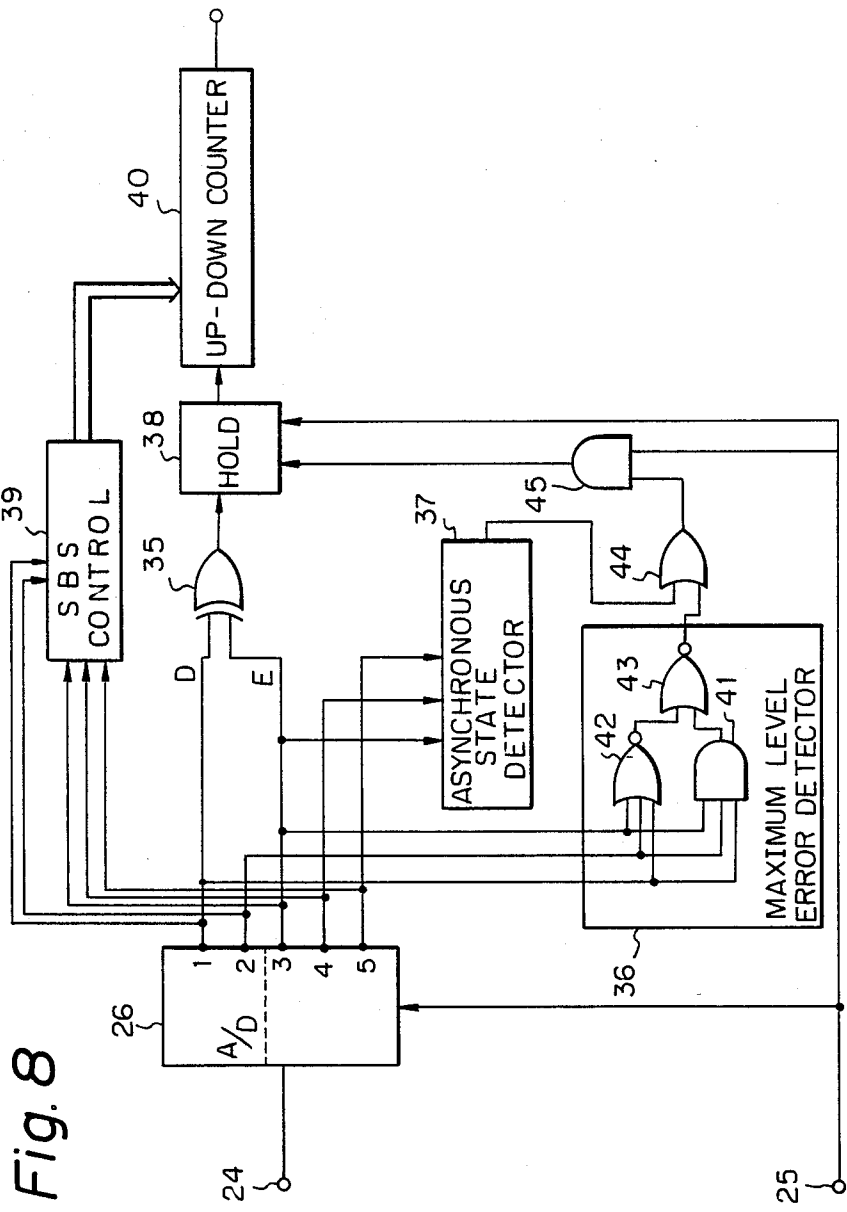 Fig. 8
39
SBS
CONTROL
40
UP-DOWN COUNTER
38
HOLD
35
D
E
26
A/D
1
2
3
4
5
24
37
ASYNCHRONOUS
STATE
DETECTOR
45
44
43
42
41
MAXIMUM LEVEL
ERROR DETECTOR
36
25